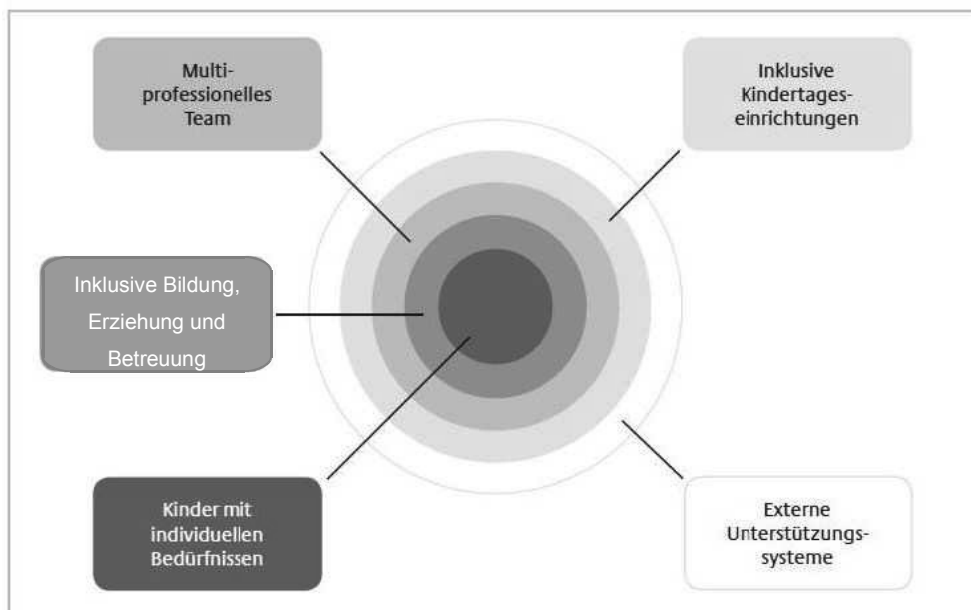 Multi-
professionelles
Team
Inklusive
Kindertages-
einrichtungen
Inklusive Bildung,
Erziehung und
Betreuung
Kinder mit
individuellen
Bedürfnissen
Externe
Unterstützungs-
systeme